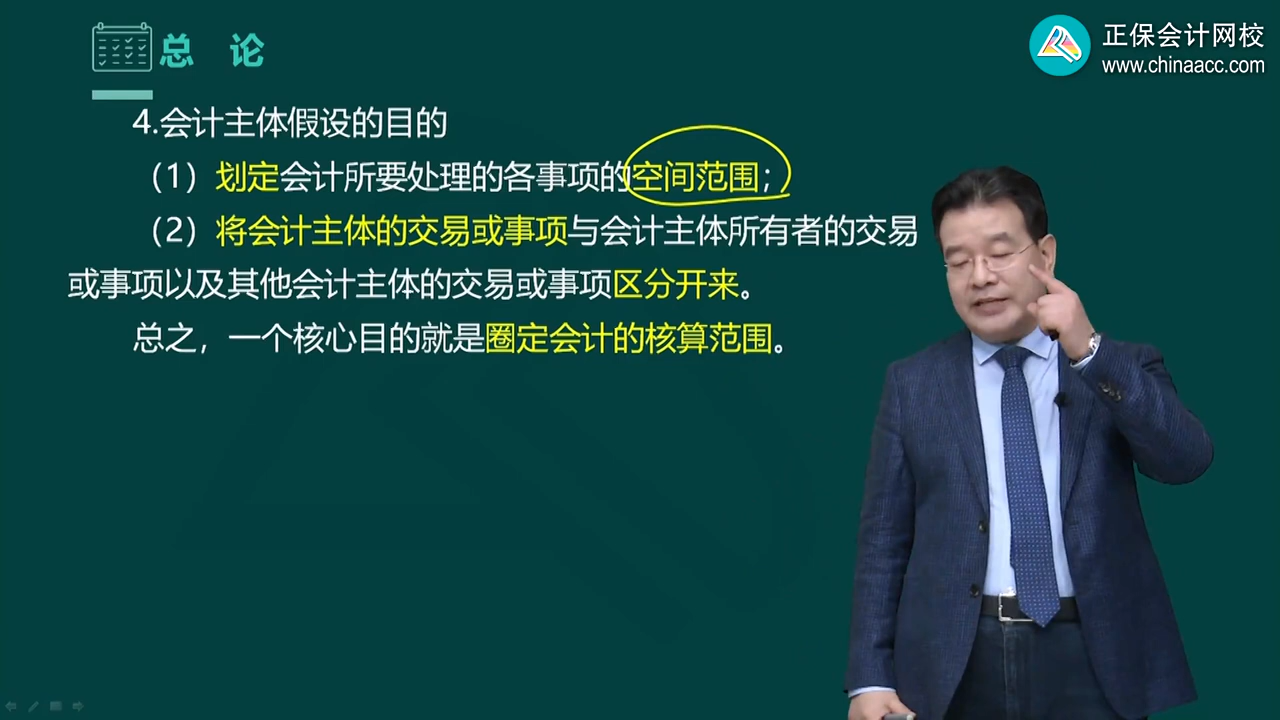 总 论
正保会计网校
www.chinaacc.com
4.会计主体假设的目的
（1）划定会计所要处理的各事项的空间范围；
（2）将会计主体的交易或事项与会计主体所有者的交易
或事项以及其他会计主体的交易或事项区分开来。
总之，一个核心目的就是圈定会计的核算范围。